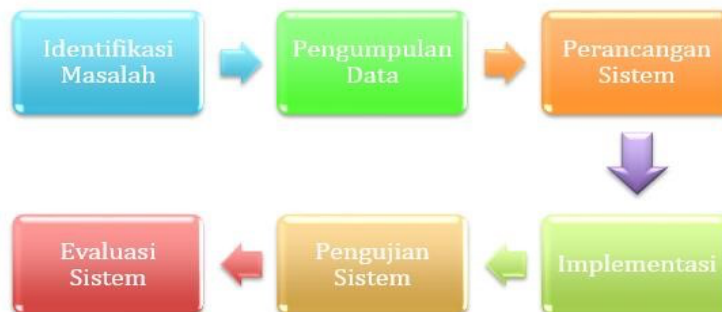 Identifikasi
Masalah
Pengumpulan
Data
Perancangan
Sistem
Implementasi
Pengujian
Sistem
Evaluasi
Sistem